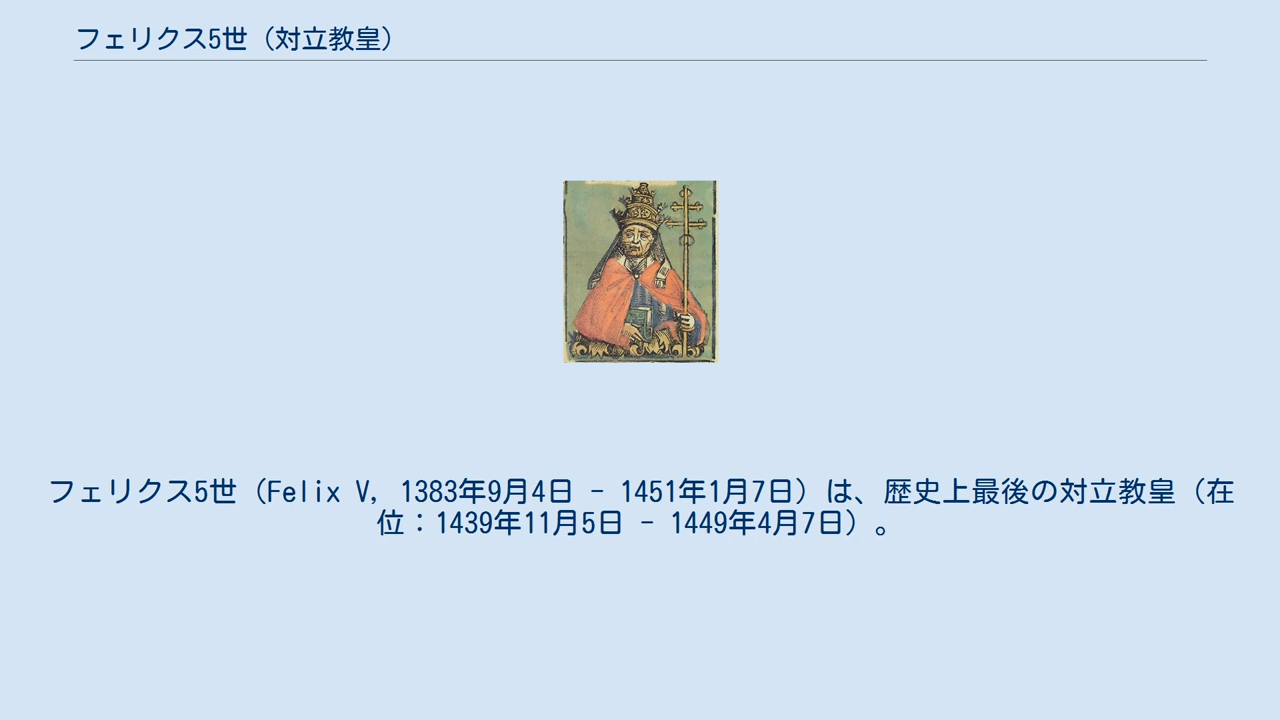 フェリクス5世（対立教皇）
フェリクス5世（Felix V, 1383年9月4日 - 1451年1月7日）は、歴史上最後の対立教皇（在
位：1439年11月5日 - 1449年4月7日）。